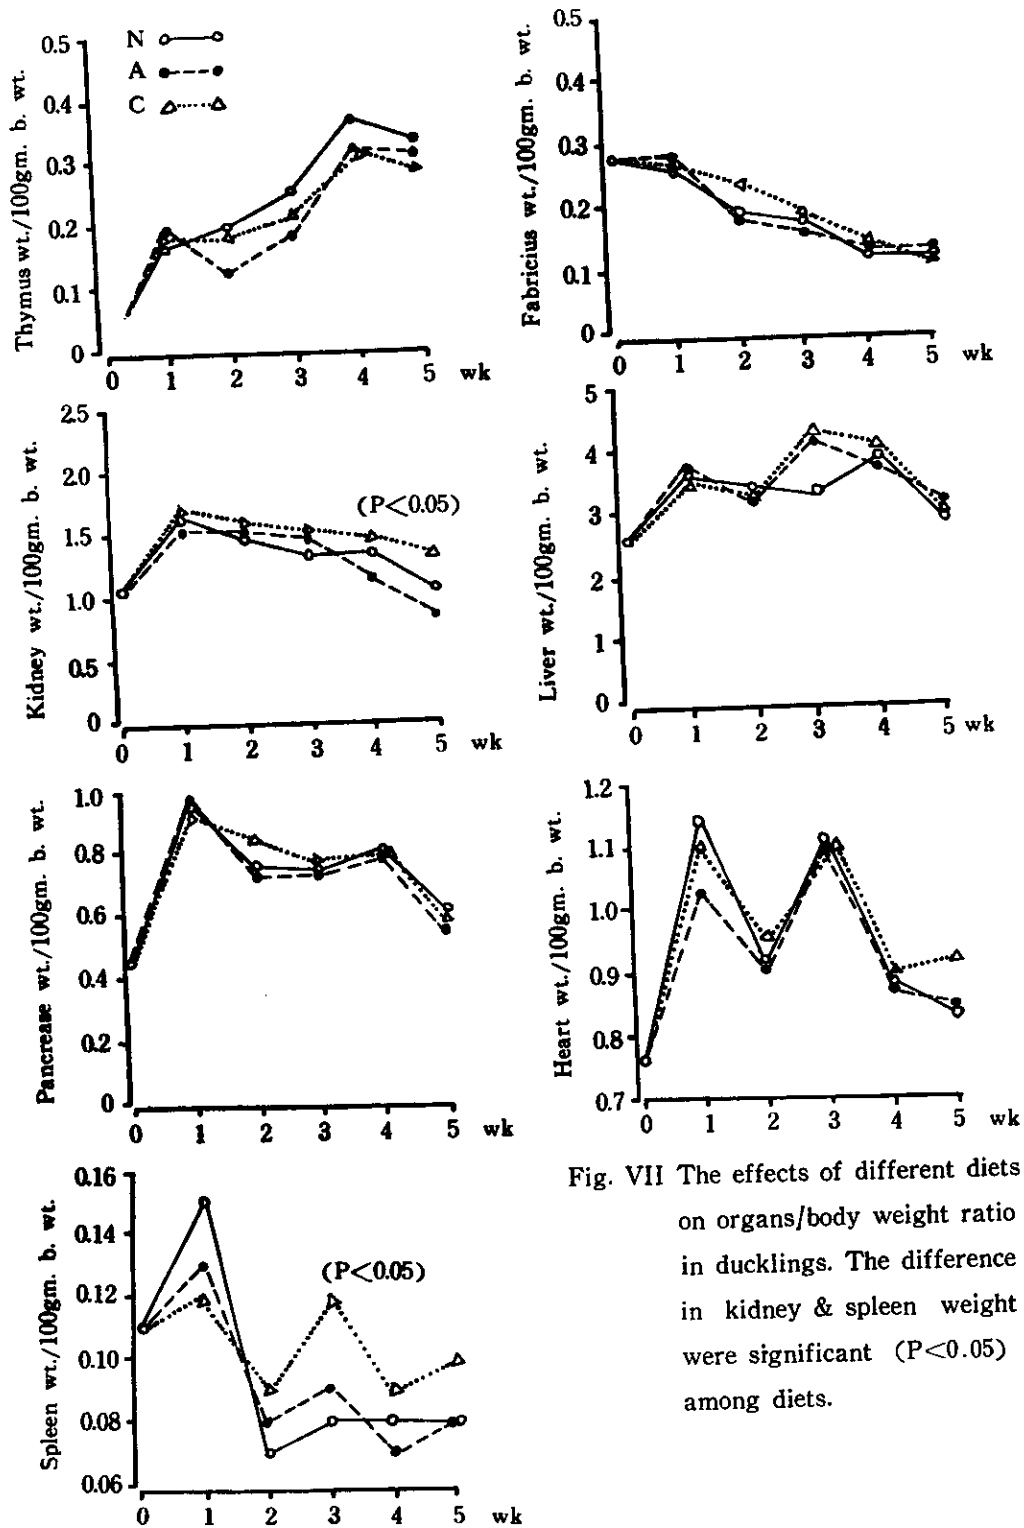 N
A
C
Thymus wt./100gm. b. wt.
0.5
0.4
0.3
0.2
0.1
0
0 1 2 3 4 5 wk
Fabricius wt./100gm. b. wt.
0.5
0.4
0.3
0.2
0.1
0
0 1 2 3 4 5 wk
Kidney wt./100gm. b. wt.
2.5
2.0
1.5
1.0
0.5
0
(P<0.05)
0 1 2 3 4 5 wk
Liver wt./100gm. b. wt.
5
4
3
2
1
0
0 1 2 3 4 5 wk
Pancrease wt./100gm. b. wt.
1.0
0.8
0.6
0.4
0.2
0
0 1 2 3 4 5 wk
Heart wt./100gm. b. wt.
1.2
1.1
1.0
0.9
0.8
0.7
0 1 2 3 4 5 wk
Spleen wt./100gm. b. wt.
0.16
0.14
0.12
0.10
0.08
0.06
(P<0.05)
0 1 2 3 4 5 wk
Fig. VII The effects of different diets
on organs/body weight ratio
in ducklings. The difference
in kidney & spleen weight
were significant (P<0.05)
among diets.